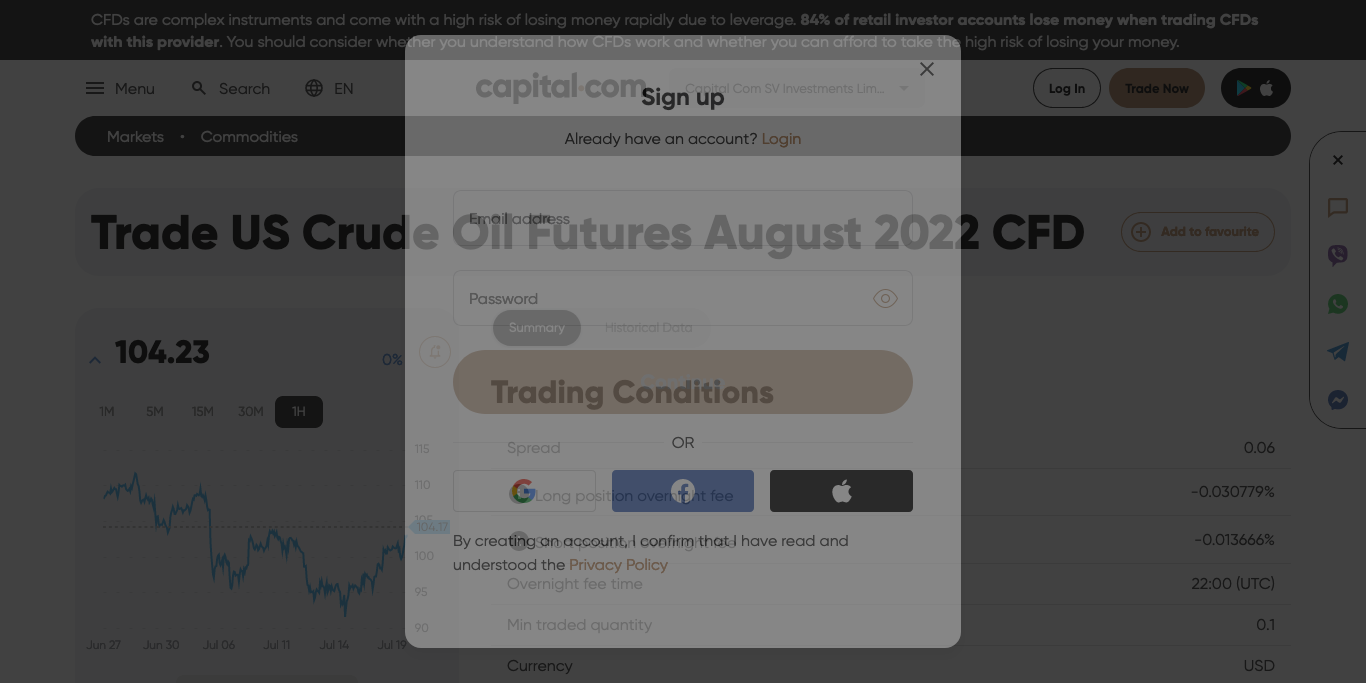 CFDs are complex instruments and come with a high risk of losing money rapidly due to leverage. 84% of retail investor accounts lose money when trading CFDs
with this provider. You should consider whether you understand how CFDs work and whether you can afford to take the high risk of losing your money.
Menu
Search
EN
capital.com
Capital Com SV Investments Lim...
Log In
Trade Now
Sign up
Markets • Commodities
Already have an account? Login
Trade US Crude Oil Futures August 2022 CFD
Add to favourite
Email address
Password
Summary
Historical Data
104.23
0%
1M
5M
15M
30M
1H
Trading Conditions
OR
115
110
105
104.17
100
95
90
Jun 27
Jun 30
Jul 06
Jul 11
Jul 14
Jul 19
Spread
0.06
Long position overnight fee
-0.030779%
Short position overnight fee
-0.013666%
By creating an account, I confirm that I have read and
understood the Privacy Policy
Overnight fee time
22:00 (UTC)
Min traded quantity
0.1
Currency
USD